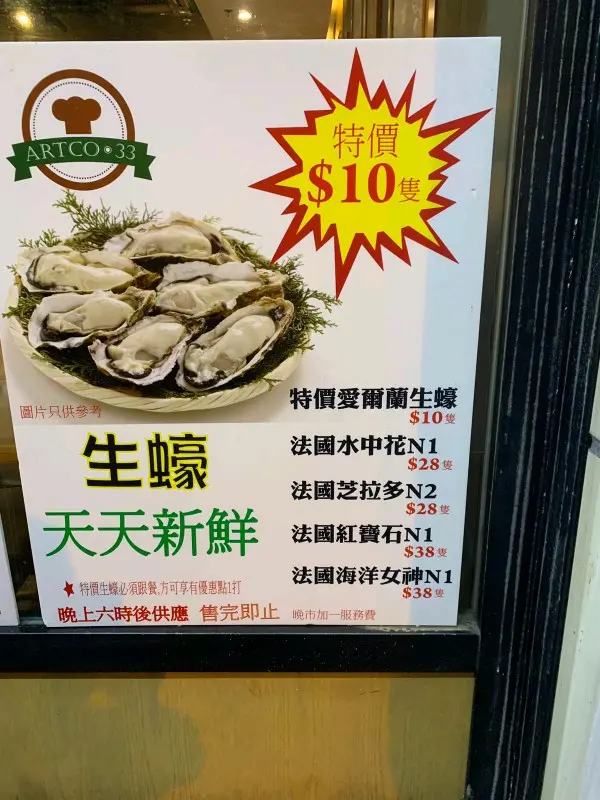 ARTCO•33
特價
$10隻
圖片只供參考
生蠔
天天新鮮
特價愛爾蘭生蠔
$10隻
法國水中花N1
$28隻
法國芝拉多N2
$28隻
法國紅寶石N1
$38隻
法國海洋女神N1
$38隻
★ 特價生蠔必須跟餐,方可享有優惠點1打
晚上六時後供應 售完即止
晚市加一服務費